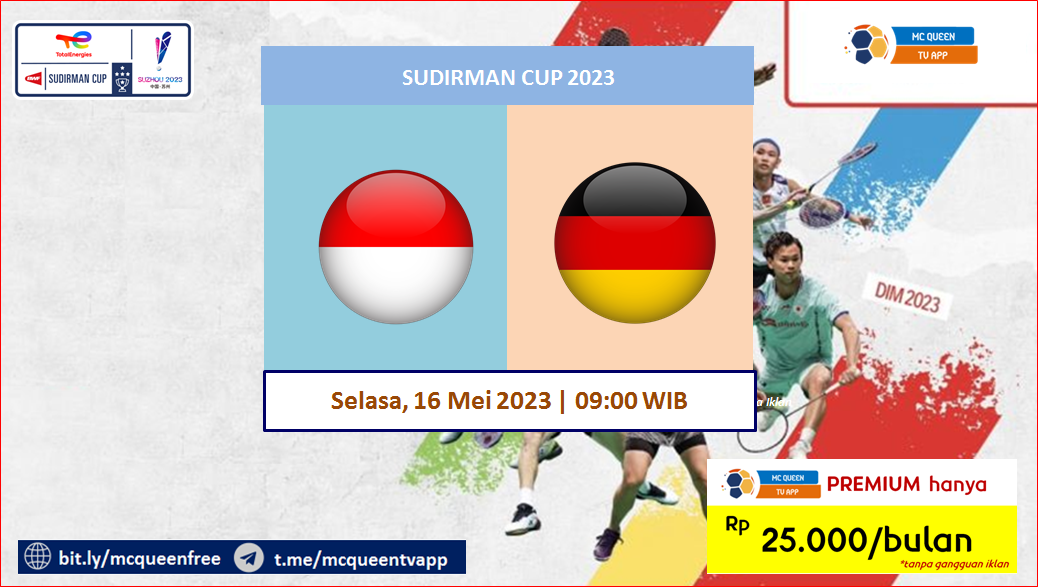 TotalEnergies
BWF SUDIRMAN CUP
SUZHOU 2023
中国·苏州
SUDIRMAN CUP 2023
MC QUEEN
TV APP
DIM 2023
Selasa, 16 Mei 2023 | 09:00 WIB
a Iklan
MC QUEEN
TV APP
PREMIUM hanya
Rp 25.000/bulan
*tanpa gangguan iklan
bit.ly/mcqueenfree
t.me/mcqueentvapp